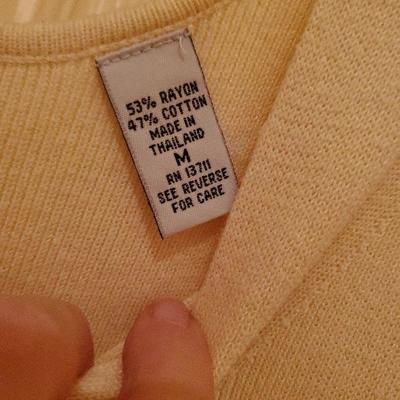 53% RAYON
47% COTTON
MADE IN
THAILAND
M
RN 13711
SEE REVERSE
FOR CARE